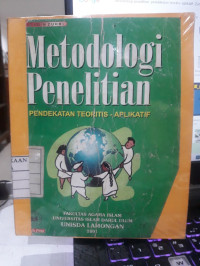 Metodologi
Penelitian
PENDEKATAN TEORITIS - APLIKATIF
FAKULTAS AGAMA ISLAM
UNIVERSITAS ISLAM DARUL ULUM
UNISDA LAMONGAN